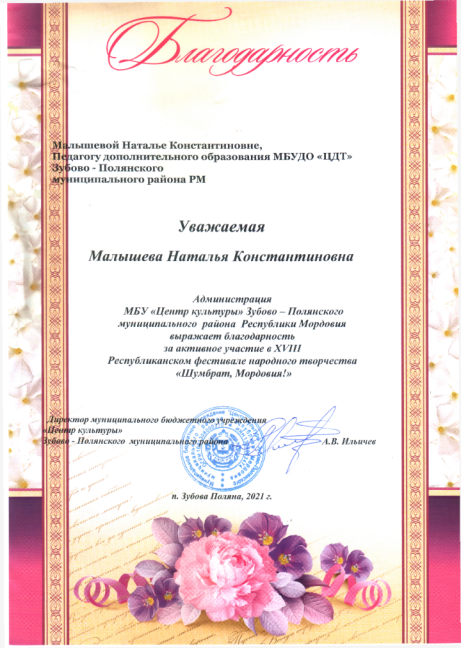 Благодарность
Малышевой Наталье Константиновне,
Педагогу дополнительного образования МБУДО «ЦДТ»
Зубово - Полянского
муниципального района РМ
Уважаемая
Малышева Наталья Константиновна
Администрация
МБУ «Центр культуры» Зубово – Полянского
муниципального района Республики Мордовия
выражает благодарность
за активное участие в XVIII
Республиканском фестивале народного творчества
«Шумбрат, Мордовия!»
Директор муниципального бюджетного учреждения
«Центр культуры»
Зубово - Полянского муниципального района А.В. Ильичев
п. Зубова Поляна, 2021 г.